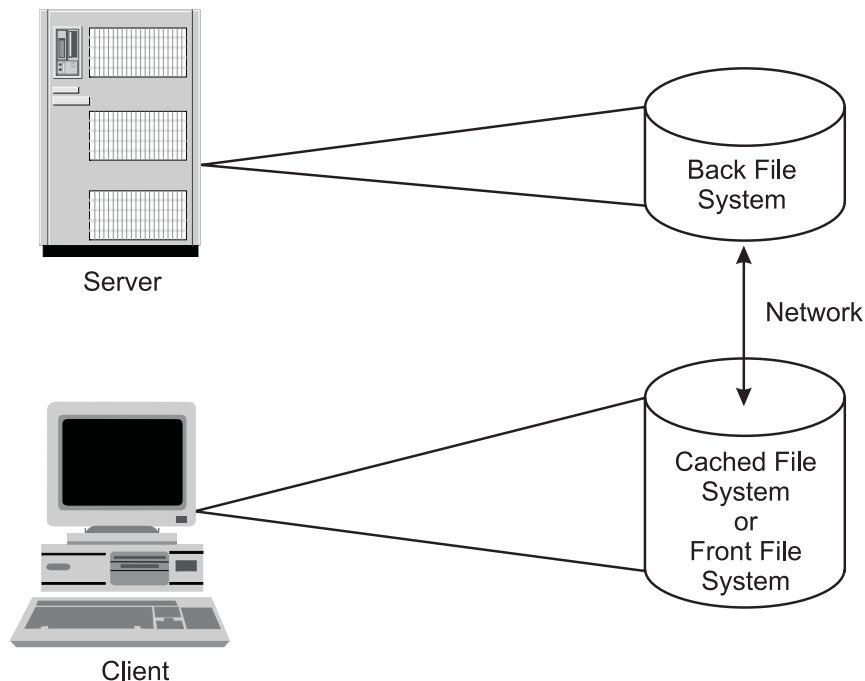 Back File
System
Server
Network
Cached File
System
or
Front File
System
Client